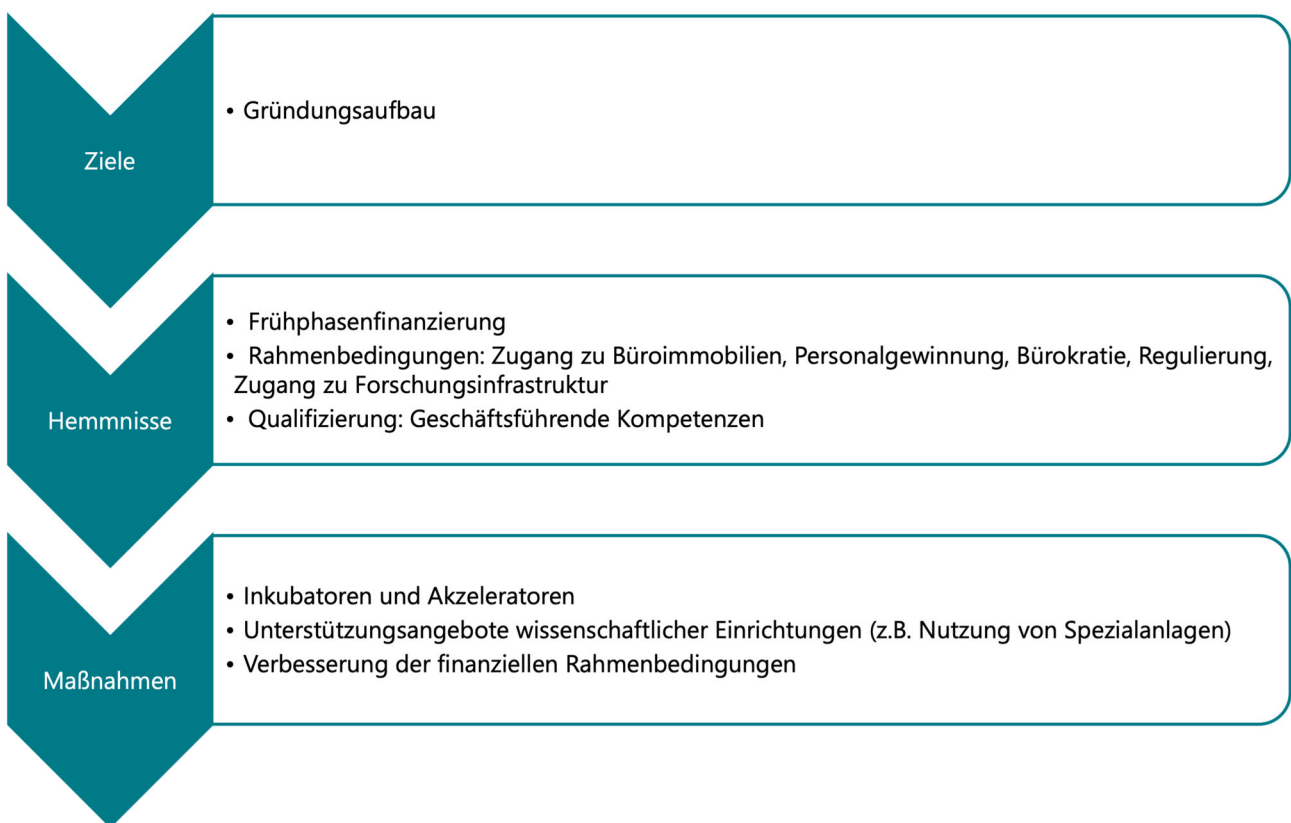 Ziele
• Gründungsaufbau
Hemmnisse
• Frühphasenfinanzierung
• Rahmenbedingungen: Zugang zu Büroimmobilien, Personalgewinnung, Bürokratie, Regulierung,
Zugang zu Forschungsinfrastruktur
• Qualifizierung: Geschäftsführende Kompetenzen
Maßnahmen
• Inkubatoren und Akzeleratoren
• Unterstützungsangebote wissenschaftlicher Einrichtungen (z.B. Nutzung von Spezialanlagen)
• Verbesserung der finanziellen Rahmenbedingungen